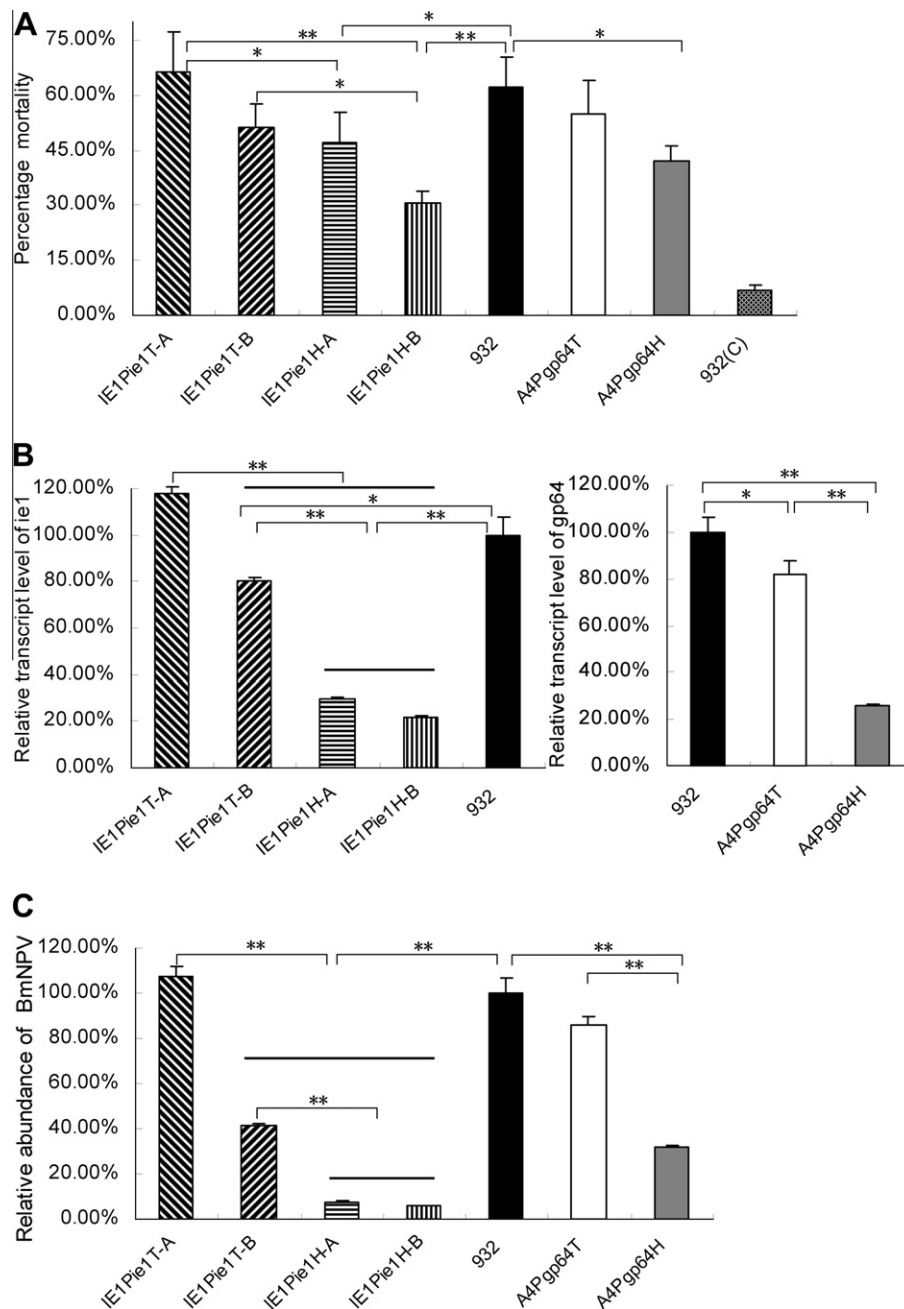 A
Percentage mortality
75.00%
60.00%
45.00%
30.00%
15.00%
0.00%
*
** ** *
*
*
IE1Pie1T-A
IE1Pie1T-B
IE1Pie1H-A
IE1Pie1H-B
932
A4Pgp64T
A4Pgp64H
932(C)
B
Relative transcript level of ie1
120.00%
100.00%
80.00%
60.00%
40.00%
20.00%
0.00%
**
*
** **
IE1Pie1T-A
IE1Pie1T-B
IE1Pie1H-A
IE1Pie1H-B
932
Relative transcript level of gp64
120.00%
100.00%
80.00%
60.00%
40.00%
20.00%
0.00%
**
* **
932
A4Pgp64T
A4Pgp64H
C
Relative abundance of BmNPV
120.00%
100.00%
80.00%
60.00%
40.00%
20.00%
0.00%
** ** **
**
**
IE1Pie1T-A
IE1Pie1T-B
IE1Pie1H-A
IE1Pie1H-B
932
A4Pgp64T
A4Pgp64H